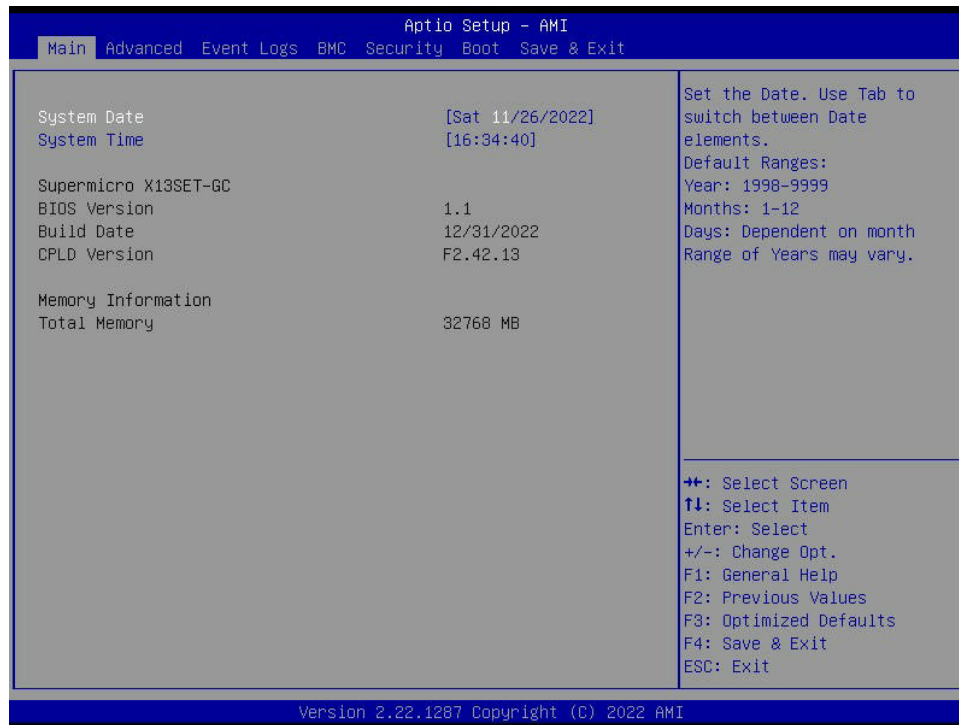 Aptio Setup – AMI
Main Advanced Event Logs BMC Security Boot Save & Exit
System Date [Sat 11/26/2022]
System Time [16:34:40]
Supermicro X13SET-GC
BIOS Version 1.1
Build Date 12/31/2022
CPLD Version F2.42.13
Memory Information
Total Memory 32768 MB
Set the Date. Use Tab to
switch between Date
elements.
Default Ranges:
Year: 1998-9999
Months: 1-12
Days: Dependent on month
Range of Years may vary.
→←: Select Screen
↑↓: Select Item
Enter: Select
+/-: Change Opt.
F1: General Help
F2: Previous Values
F3: Optimized Defaults
F4: Save & Exit
ESC: Exit
Version 2.22.1287 Copyright (C) 2022 AMI